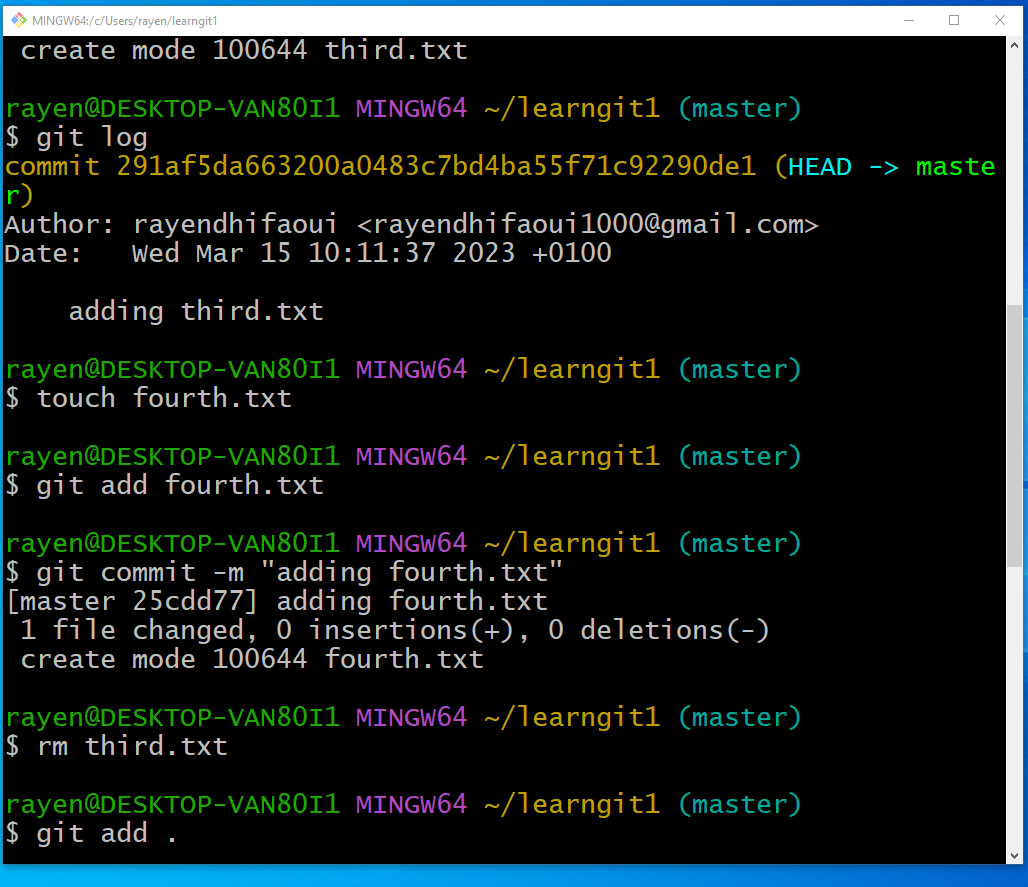 MINGW64:/c/Users/rayen/learngit1
create mode 100644 third.txt
rayen@DESKTOP-VAN80I1 MINGW64 ~/learngit1 (master)
$ git log
commit 291af5da663200a0483c7bd4ba55f71c92290de1 (HEAD -> maste
r)
Author: rayendhifaoui <rayendhifaoui1000@gmail.com>
Date:   Wed Mar 15 10:11:37 2023 +0100
adding third.txt
rayen@DESKTOP-VAN80I1 MINGW64 ~/learngit1 (master)
$ touch fourth.txt
rayen@DESKTOP-VAN80I1 MINGW64 ~/learngit1 (master)
$ git add fourth.txt
rayen@DESKTOP-VAN80I1 MINGW64 ~/learngit1 (master)
$ git commit -m "adding fourth.txt"
[master 25cdd77] adding fourth.txt
1 file changed, 0 insertions(+), 0 deletions(-)
create mode 100644 fourth.txt
rayen@DESKTOP-VAN80I1 MINGW64 ~/learngit1 (master)
$ rm third.txt
rayen@DESKTOP-VAN80I1 MINGW64 ~/learngit1 (master)
$ git add .